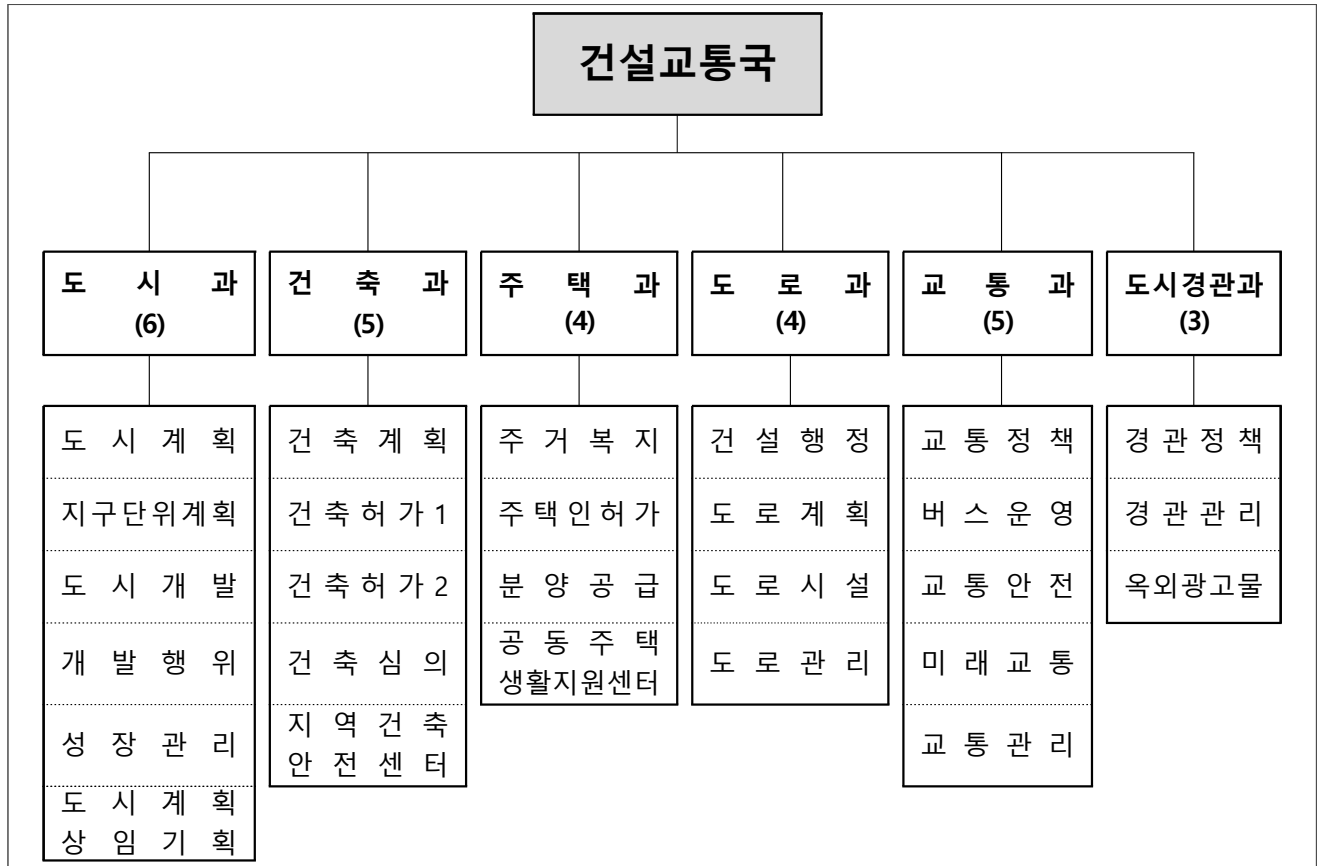 건설교통국
도시과
(6)
건축과
(5)
주택과
(4)
도로과
(4)
교통과
(5)
도시경관과
(3)
도시계획
지구단위계획
도시개발
개발행위
성장관리
도시계획
상임기획
건축계획
건축허가1
건축허가2
건축심의
지역건축
안전센터
주거복지
주택인허가
분양공급
공동주택
생활지원센터
건설행정
도로계획
도로시설
도로관리
교통정책
버스운영
교통안전
미래교통
교통관리
경관정책
경관관리
옥외광고물